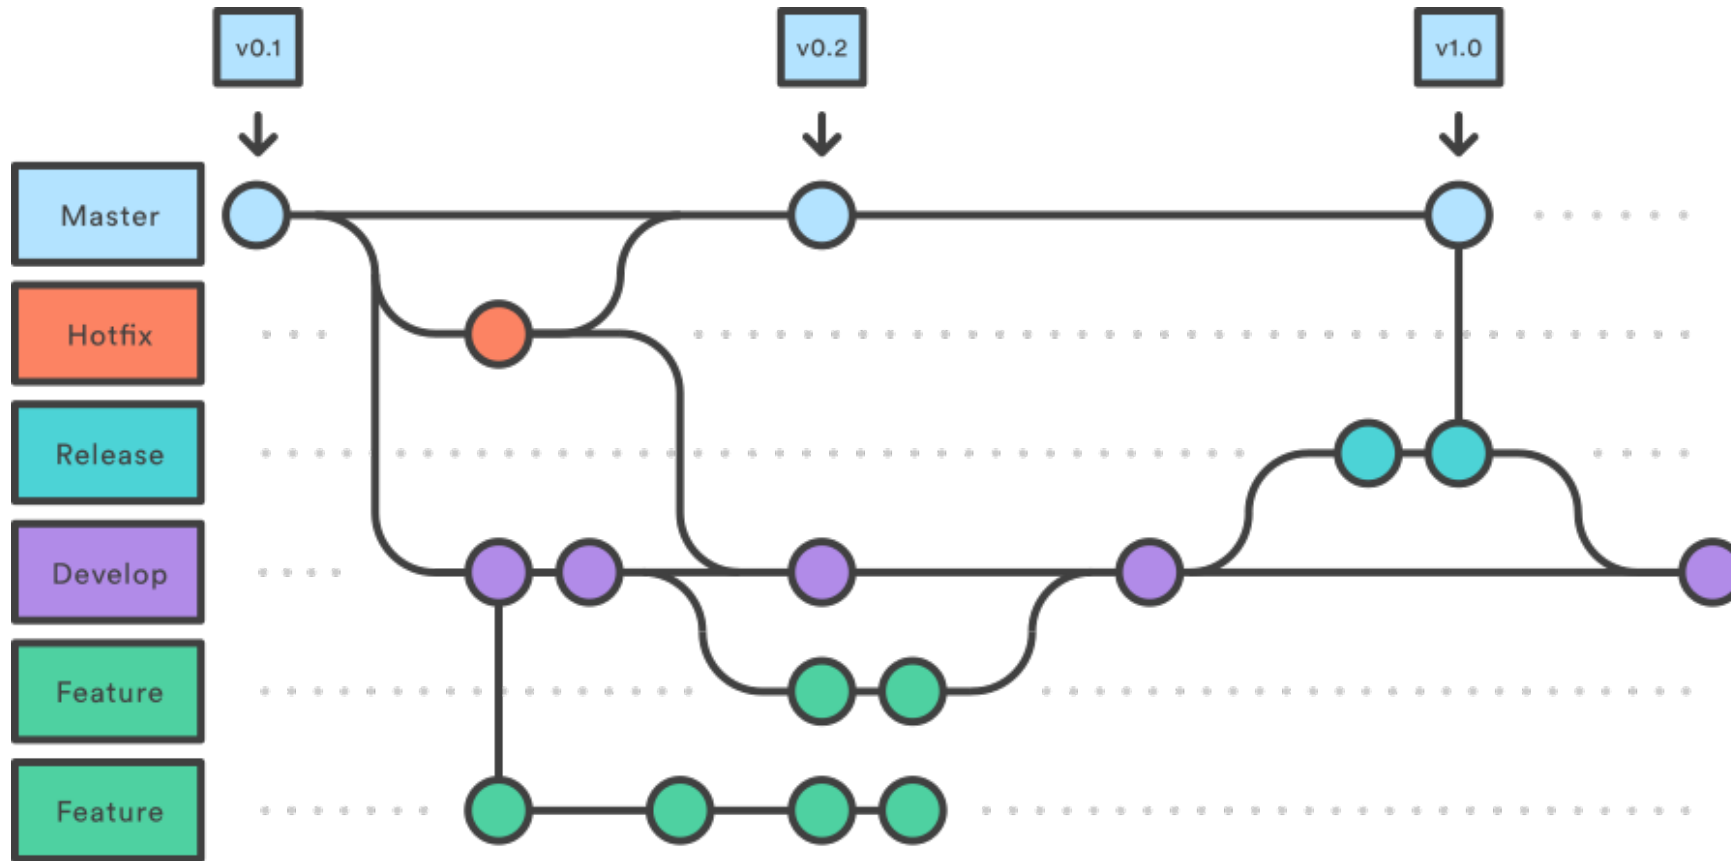 v0.1
v0.2
v1.0
Master
Hotfix
Release
Develop
Feature
Feature